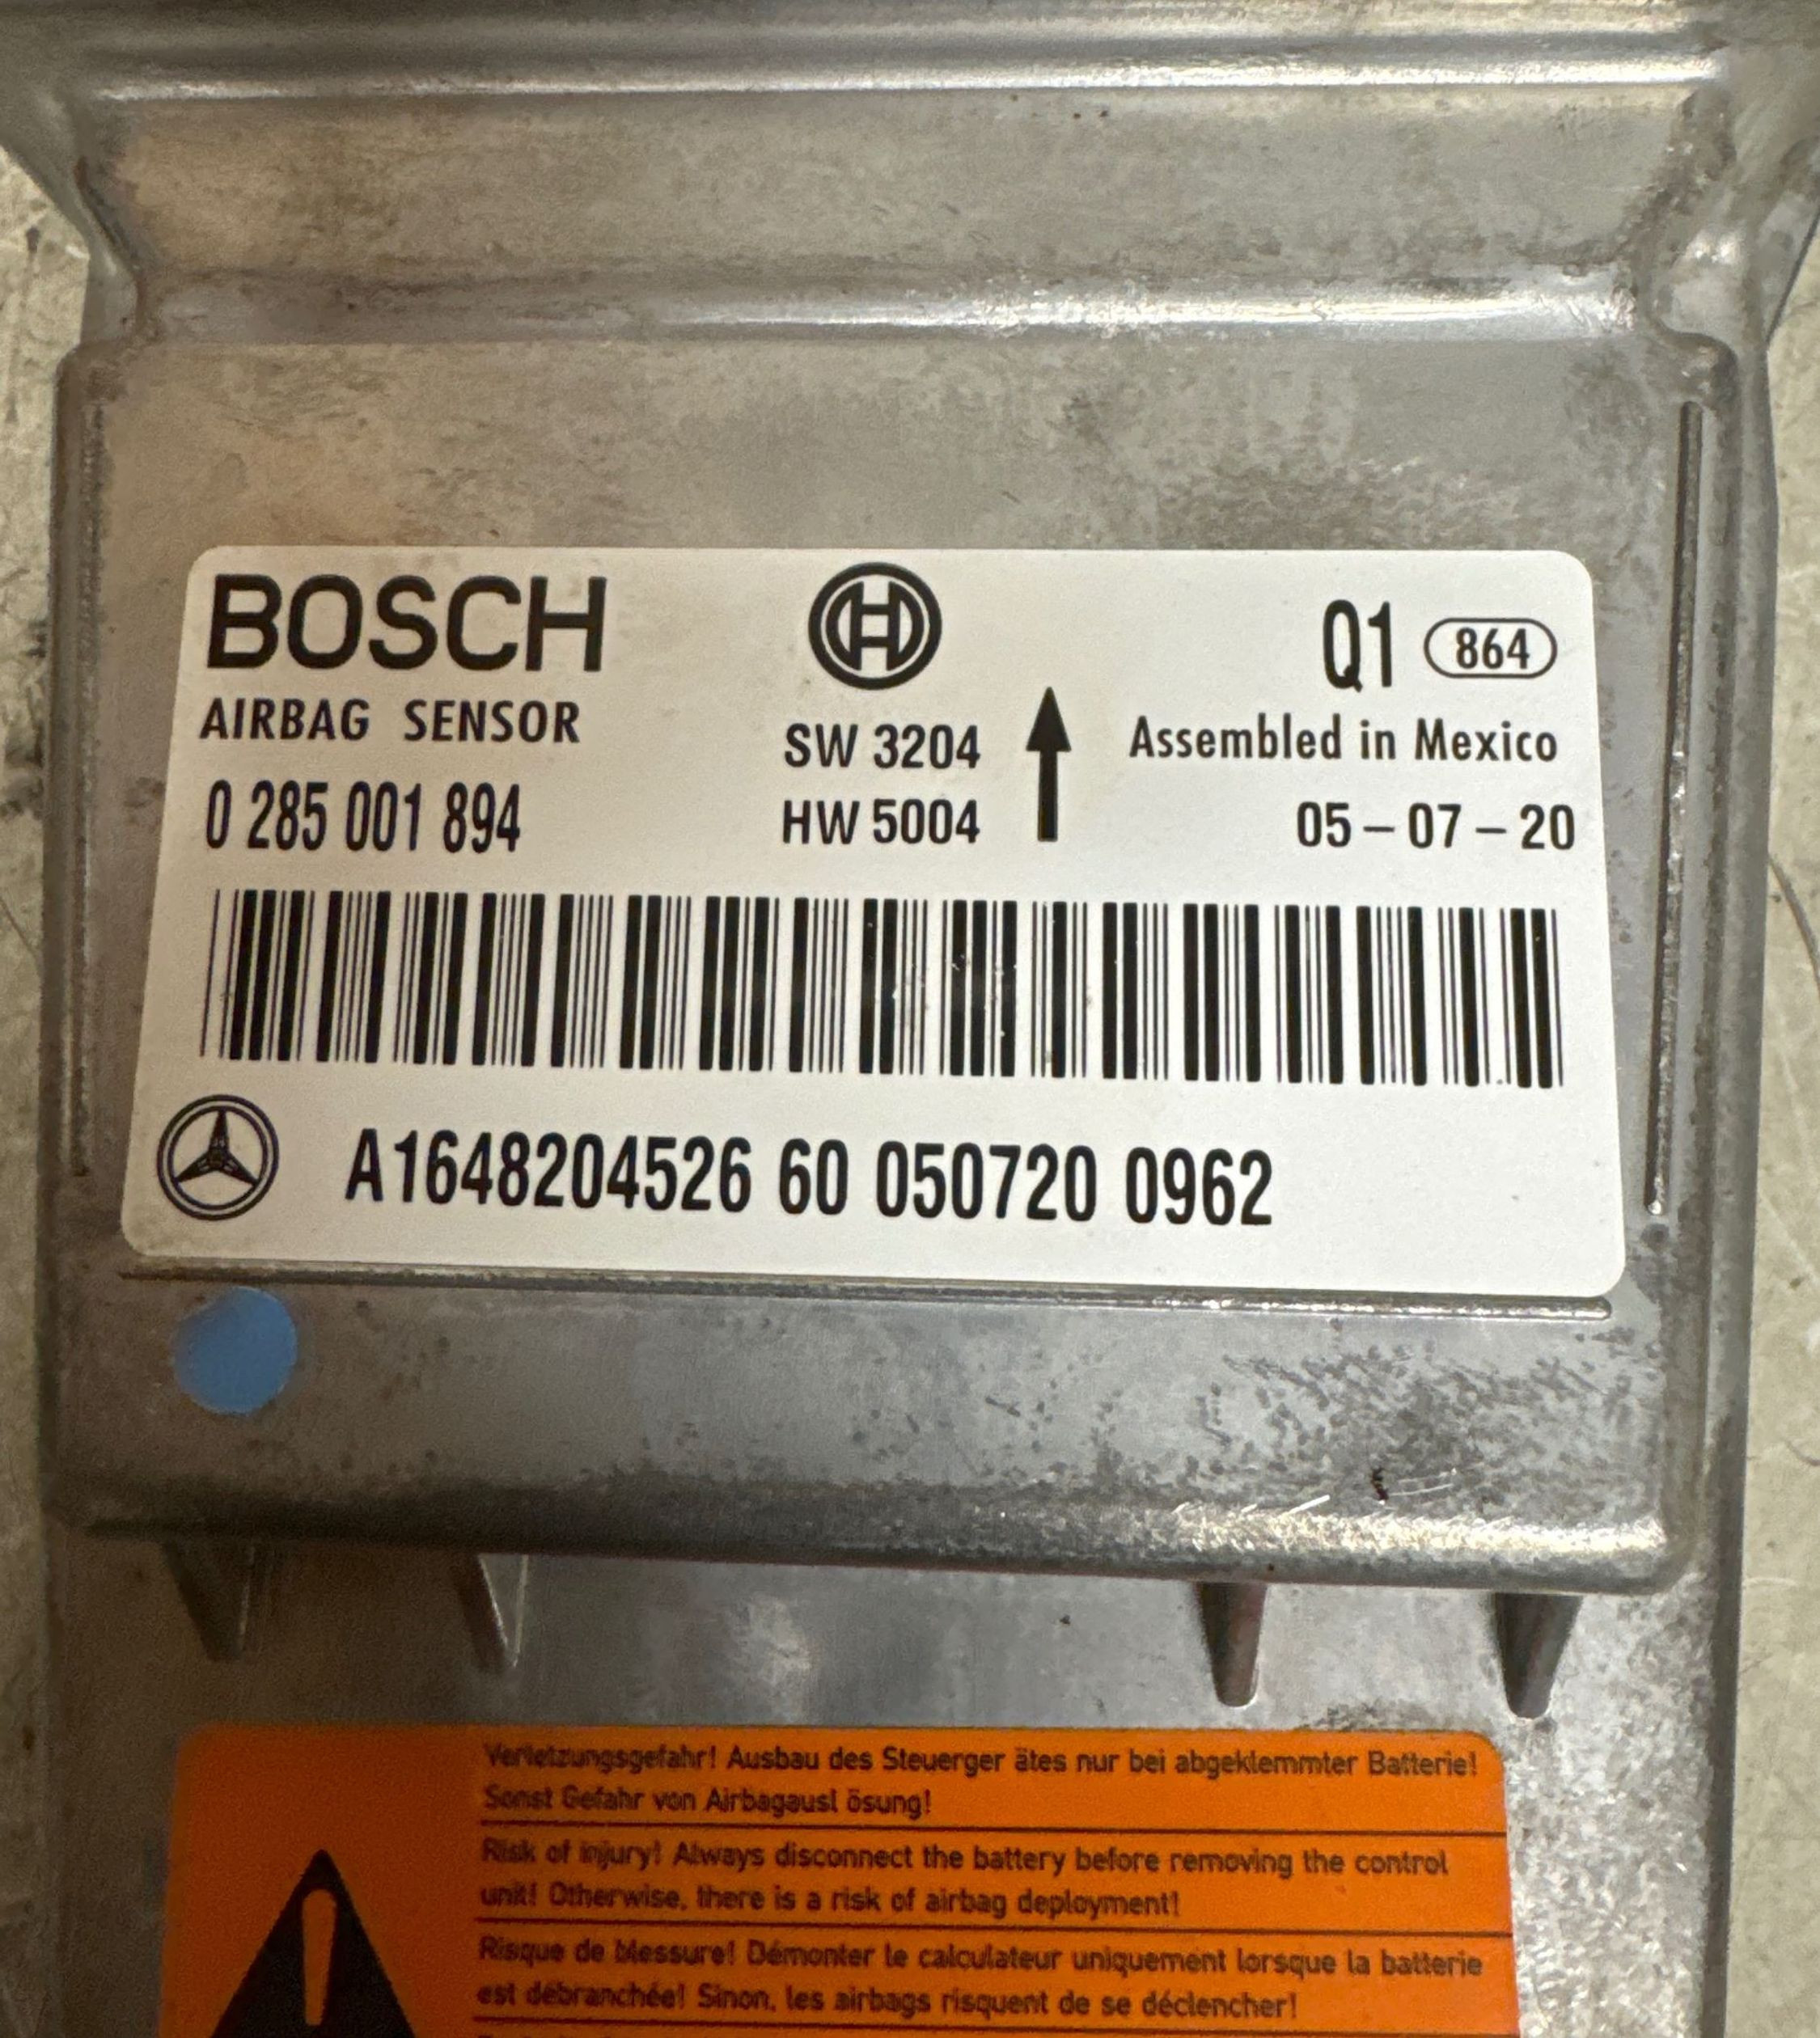 BOSCH
Q1 864
AIRBAG SENSOR
SW 3204
Assembled in Mexico
0 285 001 894
HW 5004
05 – 07 – 20
A1648204526 60 050720 0962
Verletzungsgefahr! Ausbau des Steuerger ätes nur bei abgeklemmter Batterie!
Sonst Gefahr von Airbagausl ösung!
Risk of injury! Always disconnect the battery before removing the control
unit! Otherwise, there is a risk of airbag deployment!
Risque de blessure! Démonter le calculateur uniquement lorsque la batterie
est débranchée! Sinon, les airbags risquent de se déclencher!